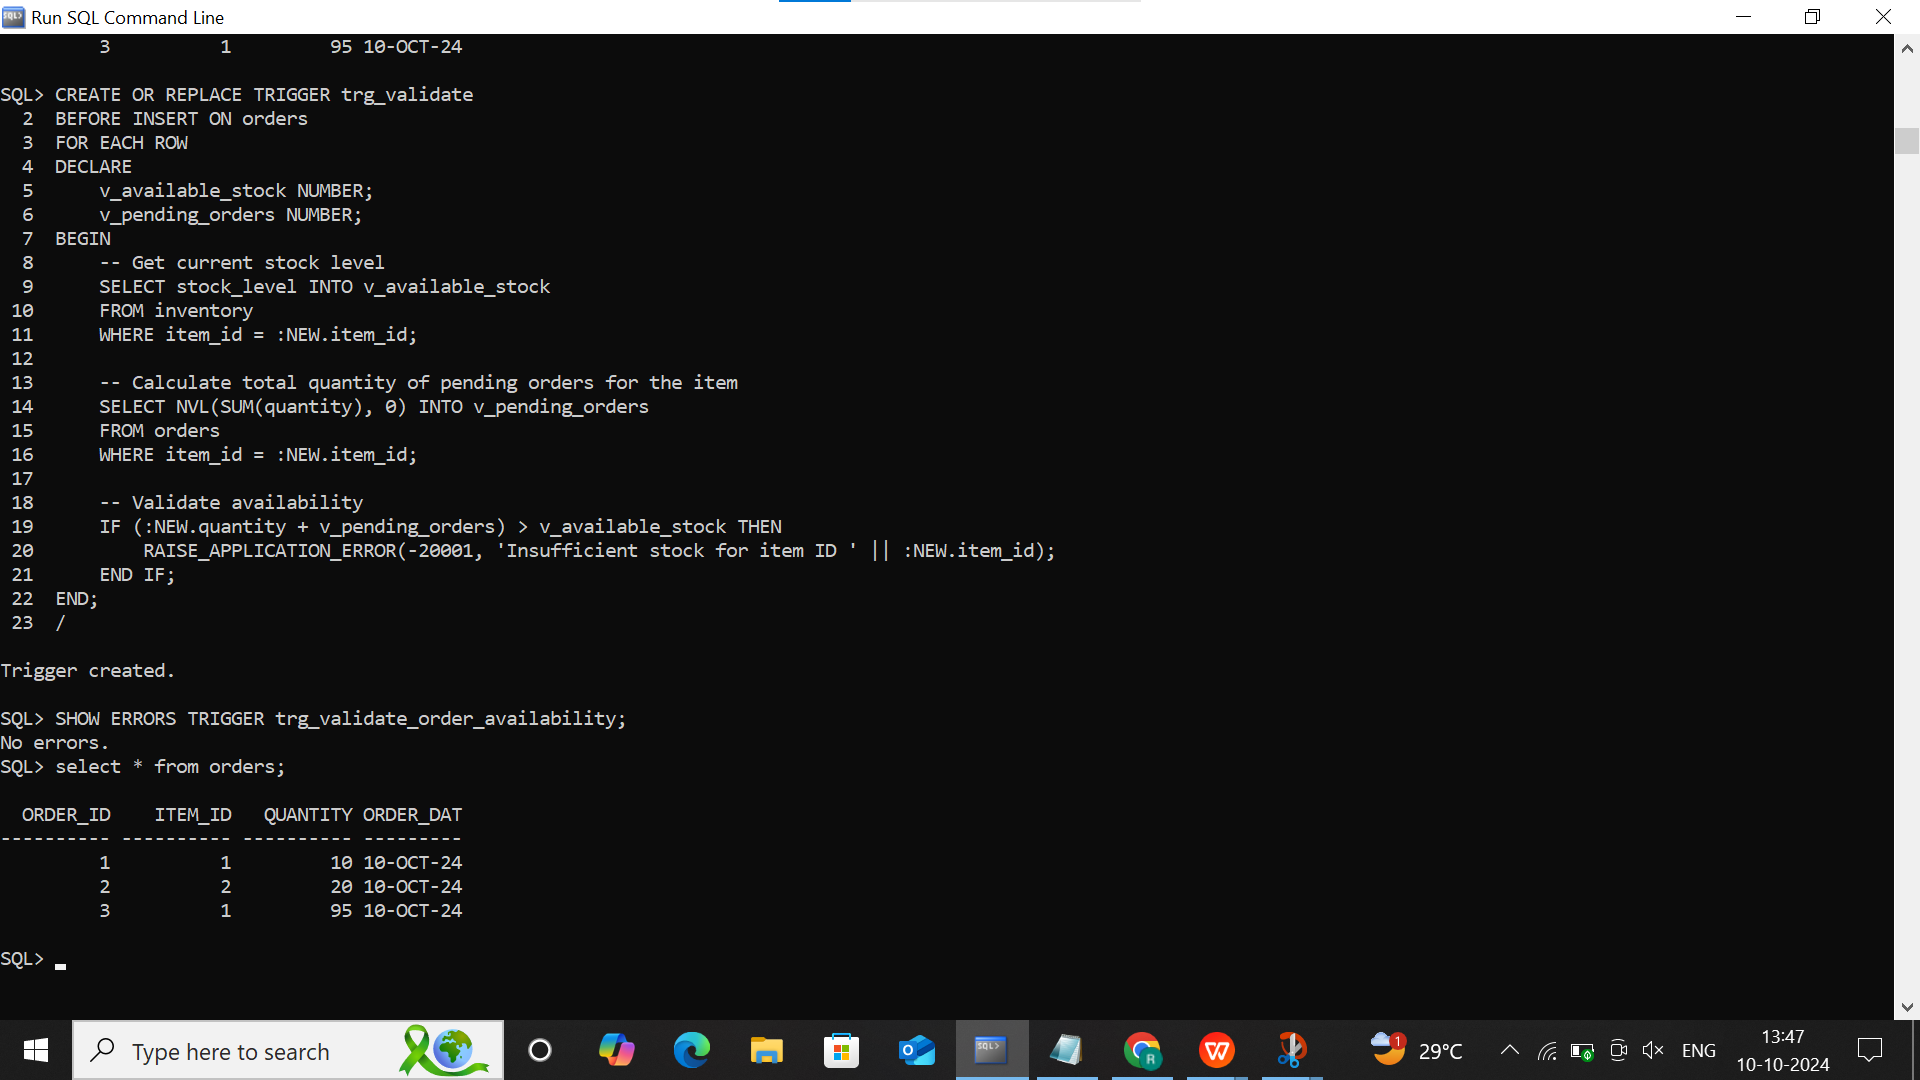 Run SQL Command Line
         3          1         95 10-OCT-24
SQL> CREATE OR REPLACE TRIGGER trg_validate
  2  BEFORE INSERT ON orders
  3  FOR EACH ROW
  4  DECLARE
  5      v_available_stock NUMBER;
  6      v_pending_orders NUMBER;
  7  BEGIN
  8      -- Get current stock level
  9      SELECT stock_level INTO v_available_stock
 10      FROM inventory
 11      WHERE item_id = :NEW.item_id;
 12
 13      -- Calculate total quantity of pending orders for the item
 14      SELECT NVL(SUM(quantity), 0) INTO v_pending_orders
 15      FROM orders
 16      WHERE item_id = :NEW.item_id;
 17
 18      -- Validate availability
 19      IF (:NEW.quantity + v_pending_orders) > v_available_stock THEN
 20          RAISE_APPLICATION_ERROR(-20001, 'Insufficient stock for item ID ' || :NEW.item_id);
 21      END IF;
 22  END;
 23  /
Trigger created.
SQL> SHOW ERRORS TRIGGER trg_validate_order_availability;
No errors.
SQL> select * from orders;
  ORDER_ID    ITEM_ID   QUANTITY ORDER_DAT
---------- ---------- ---------- ---------
         1          1         10 10-OCT-24
         2          2         20 10-OCT-24
         3          1         95 10-OCT-24
SQL>
Type here to search
1
29°C
ENG
13:47
10-10-2024